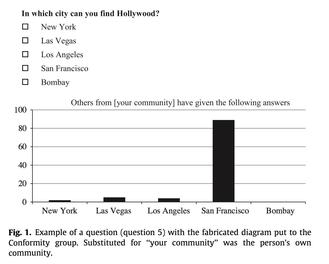 In which city can you find Hollywood?
New York
Las Vegas
Los Angeles
San Francisco
Bombay
Others from [your community] have given the following answers
100
80
60
40
20
0
New York Las Vegas Los Angeles San Francisco Bombay
Fig. 1. Example of a question (question 5) with the fabricated diagram put to the
Conformity group. Substituted for “your community” was the person's own
community.